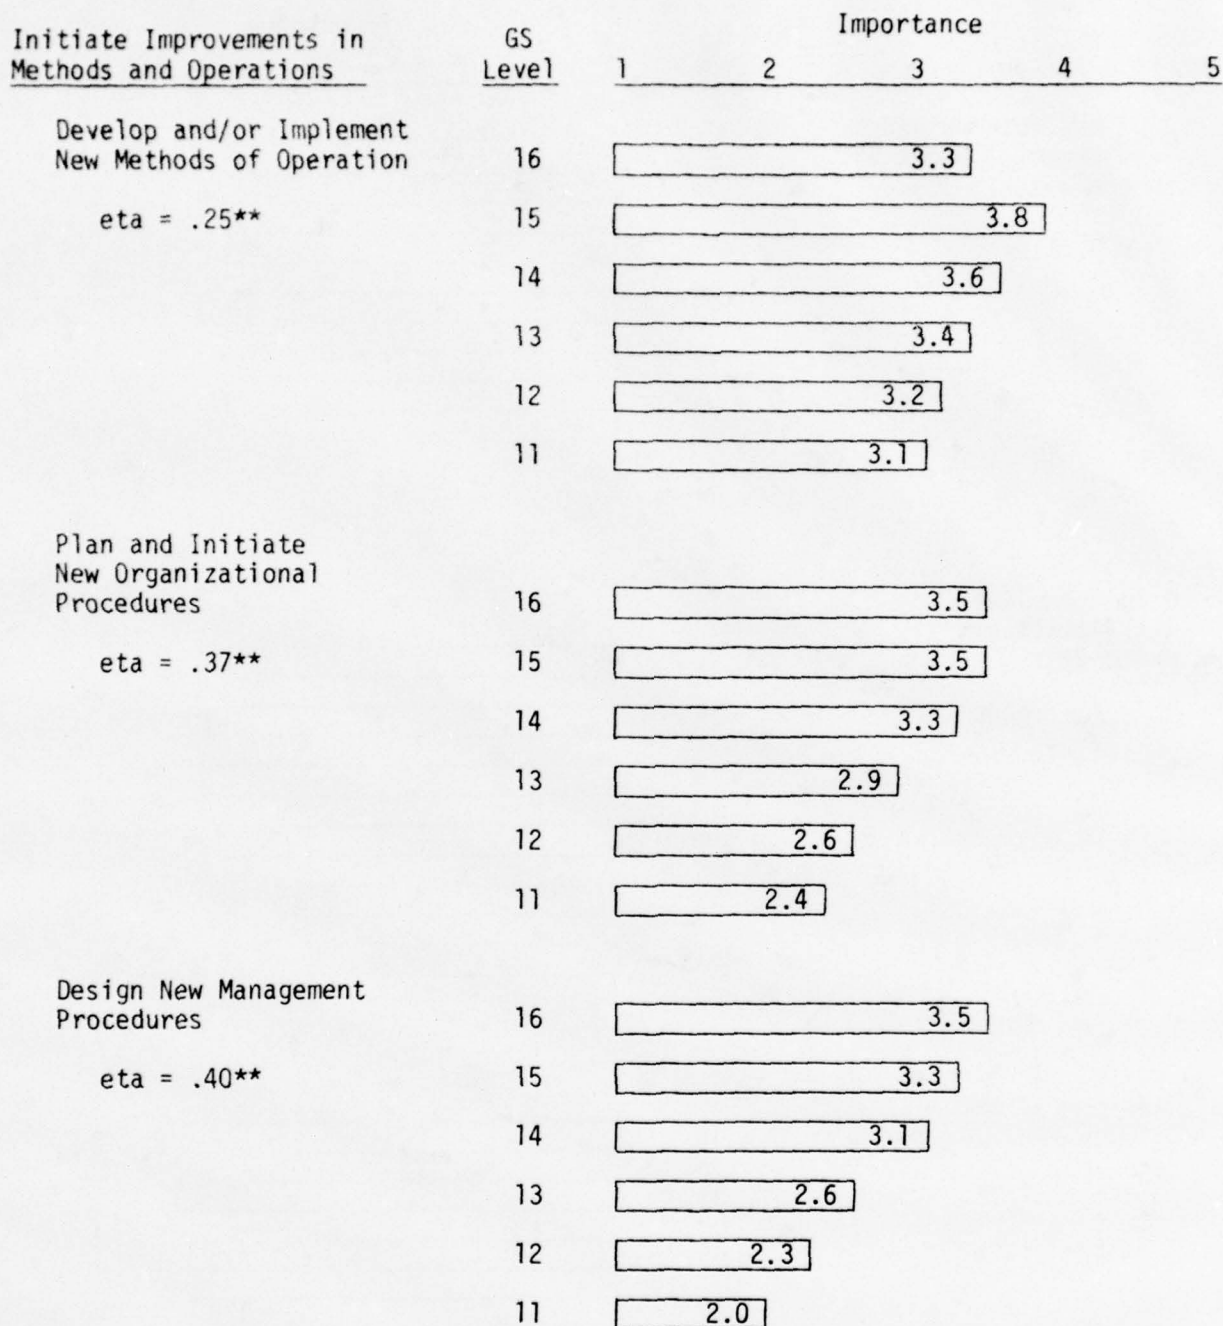 Importance
Initiate Improvements in GS
Methods and Operations Level 1 2 3 4 5
Develop and/or Implement
New Methods of Operation 16 3.3
eta = .25** 15 3.8
14 3.6
13 3.4
12 3.2
11 3.1
Plan and Initiate
New Organizational
Procedures 16 3.5
eta = .37** 15 3.5
14 3.3
13 2.9
12 2.6
11 2.4
Design New Management
Procedures 16 3.5
eta = .40** 15 3.3
14 3.1
13 2.6
12 2.3
11 2.0